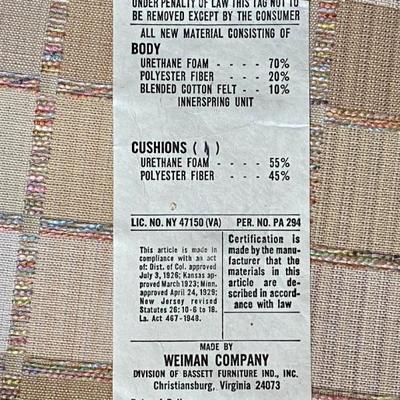 UNDER PENALTY OF LAW THIS TAG NOT TO
BE REMOVED EXCEPT BY THE CONSUMER
ALL NEW MATERIAL CONSISTING OF
BODY
URETHANE FOAM - - - - 70%
POLYESTER FIBER - - - - 20%
BLENDED COTTON FELT - - 10%
INNERSPRING UNIT
CUSHIONS ( )
URETHANE FOAM - - - - - 55%
POLYESTER FIBER - - - - 45%
LIC. NO. NY 47150 (VA) PER. NO. PA 294
This article is made in
compliance with an act
of: Dist. of Col. approved
July 3, 1926; Kansas ap-
proved March 1923; Minn.
approved April 24, 1929;
New Jersey revised
Statutes 26: 10-6 to 18.
La. Act 467-1948.
Certification is
made by the manu-
facturer that the
materials in this
article are de-
scribed in accord-
ance with law
MADE BY
WEIMAN COMPANY
DIVISION OF BASSETT FURNITURE IND., INC.
Christiansburg, Virginia 24073